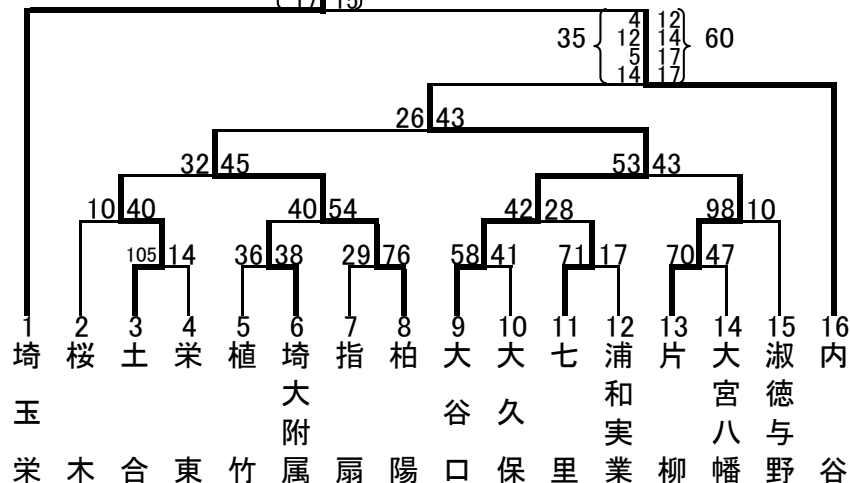 17 15
4 12
35 12 14 60
5 17
14 17
26 43
32 45 53 43
10 40 40 54 42 28 98 10
105 14 36 38 29 76 58 41 71 17 70 47
1 2 3 4 5 6 7 8 9 10 11 12 13 14 15 16
埼玉栄
桜木
土合
栄東
植竹
埼大附属
指扇
柏陽
大谷口
大久保
七里
浦和実業
片柳
大宮八幡
淑徳与野
内谷